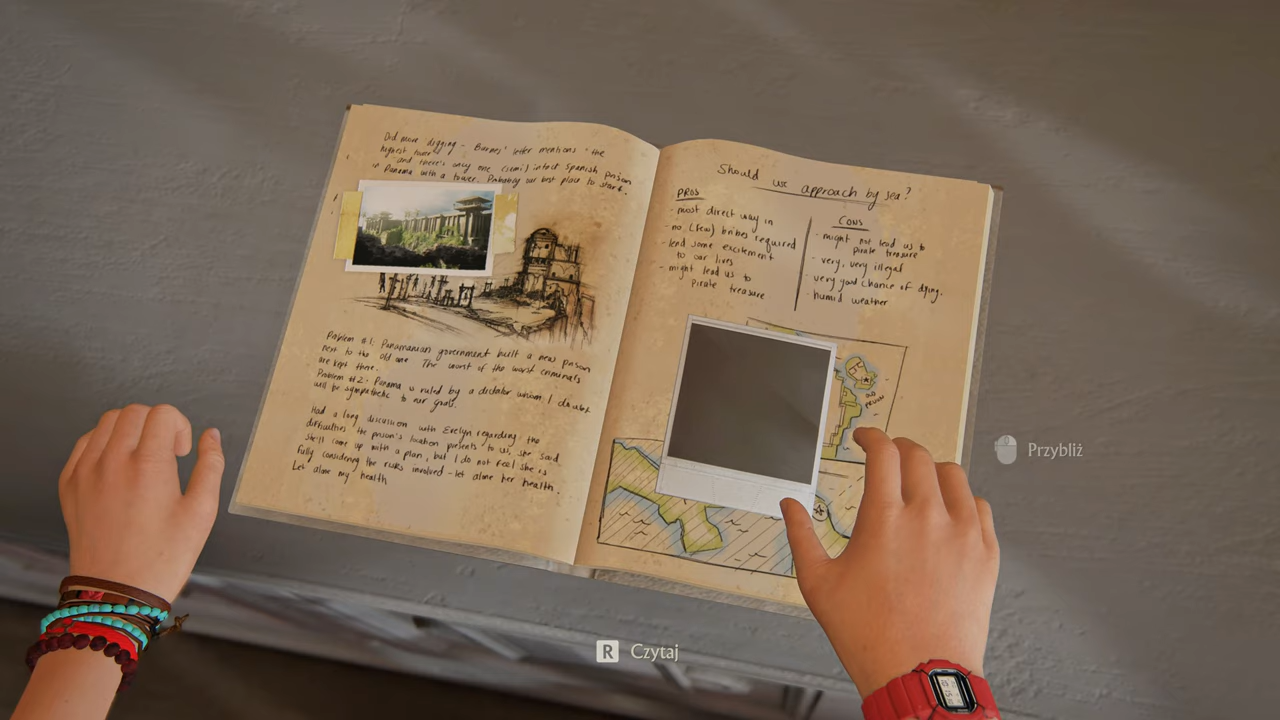 Did more digging - Burnes' letter mentions "the
highest tower" and there's only one (semi) intact Spanish prison
in Panama with a tower. Probably our best place to start.
Problem #1: Panamanian government built a new prison
next to the old one. The worst of the worst criminals
are kept there.
Problem #2: Panama is ruled by a dictator whom I doubt
will be sympathetic to our goals.
Had a long discussion with Evelyn regarding the
difficulties the prison's location presents to us, she said
she'll come up with a plan, but I do not feel she is
fully considering the risks involved - let alone her health.
Let alone my health
Should we approach by sea?
PROS
- most direct way in
- no (few) bribes required
- lend some excitement
to our lives
- might lead us to
pirate treasure
CONS
- might not lead us to
pirate treasure
- very, very illegal
- very good chance of dying.
- humid weather
OLD
PRISON
Przybliż
R Czytaj